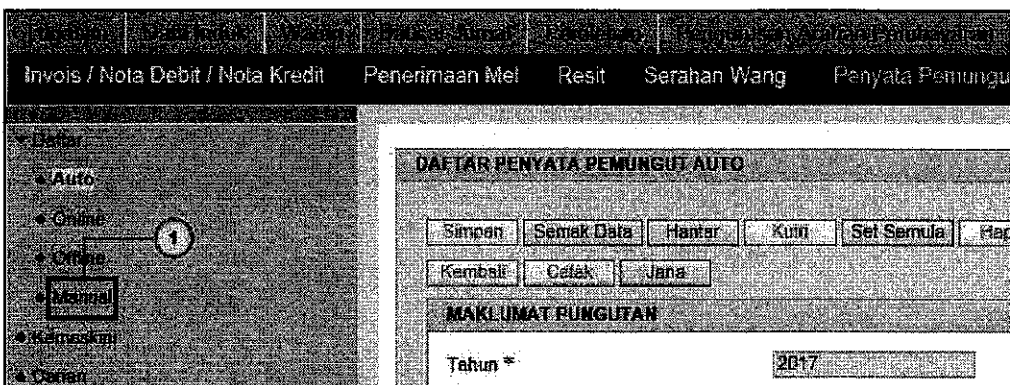 Invois / Nota Debit / Nota Kredit Penerimaan Mel Resit Serahan Wang Penyata Pemungu
Daftar
Auto
Online
Offline
Manual
Kemaskini
Carian
1
DAFTAR PENYATA PEMUNGUT AUTO
Simpan Semak Data Hantar Kuiri Set Semula Hap
Kembali Cetak Jana
MAKLUMAT PUNGUTAN
Tahun * 2017